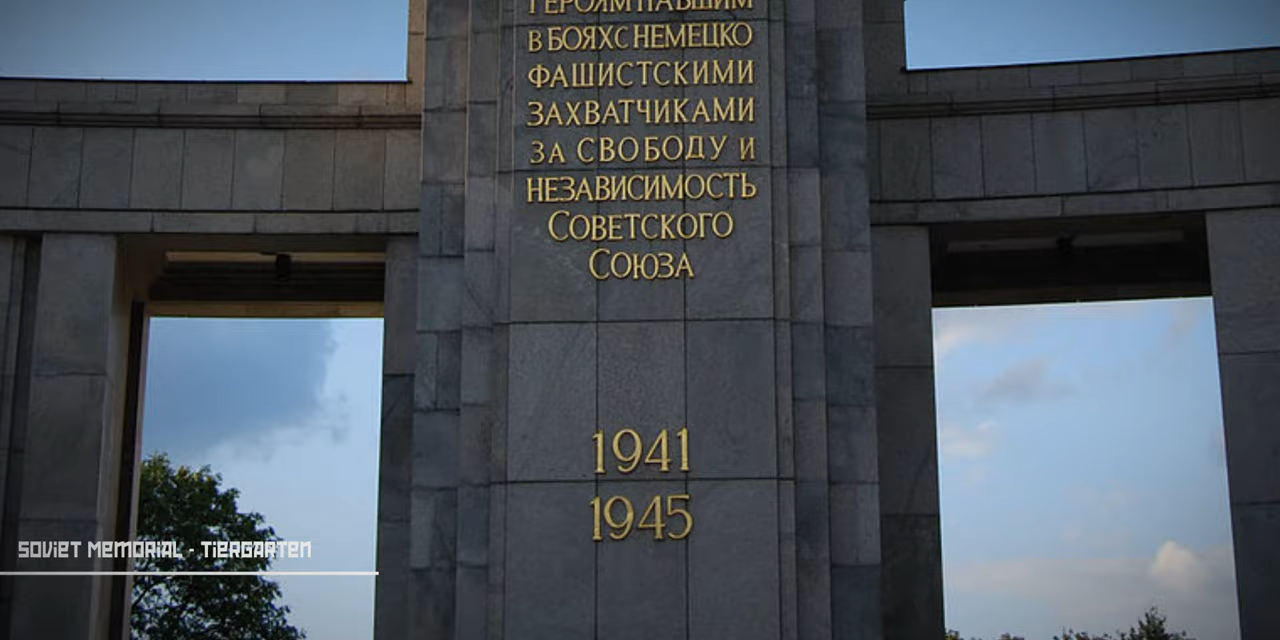 ГЕРОЯМ ПАВШИМ
В БОЯХ С НЕМЕЦКО
ФАШИСТСКИМИ
ЗАХВАТЧИКАМИ
ЗА СВОБОДУ И
НЕЗАВИСИМОСТЬ
СОВЕТСКОГО
СОЮЗА
1941
1945
SOViET MEMORiAL - TiERGARTEN